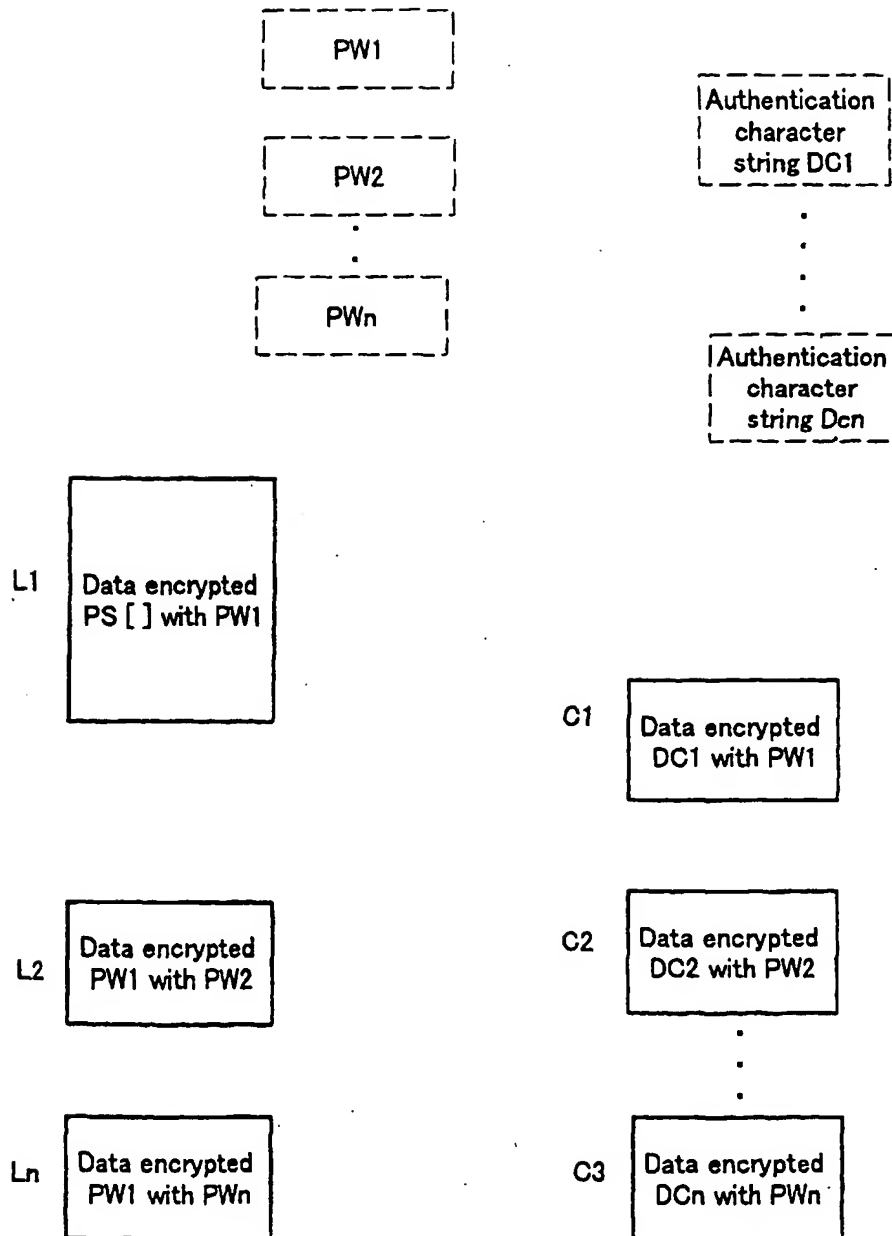 PW1
Authentication
character
string DC1
PW2
PWn
Authentication
character
string Dcn
L1
Data encrypted
PS [ ] with PW1
C1
Data encrypted
DC1 with PW1
L2
Data encrypted
PW1 with PW2
C2
Data encrypted
DC2 with PW2
Ln
Data encrypted
PW1 with PWn
C3
Data encrypted
DCn with PWn